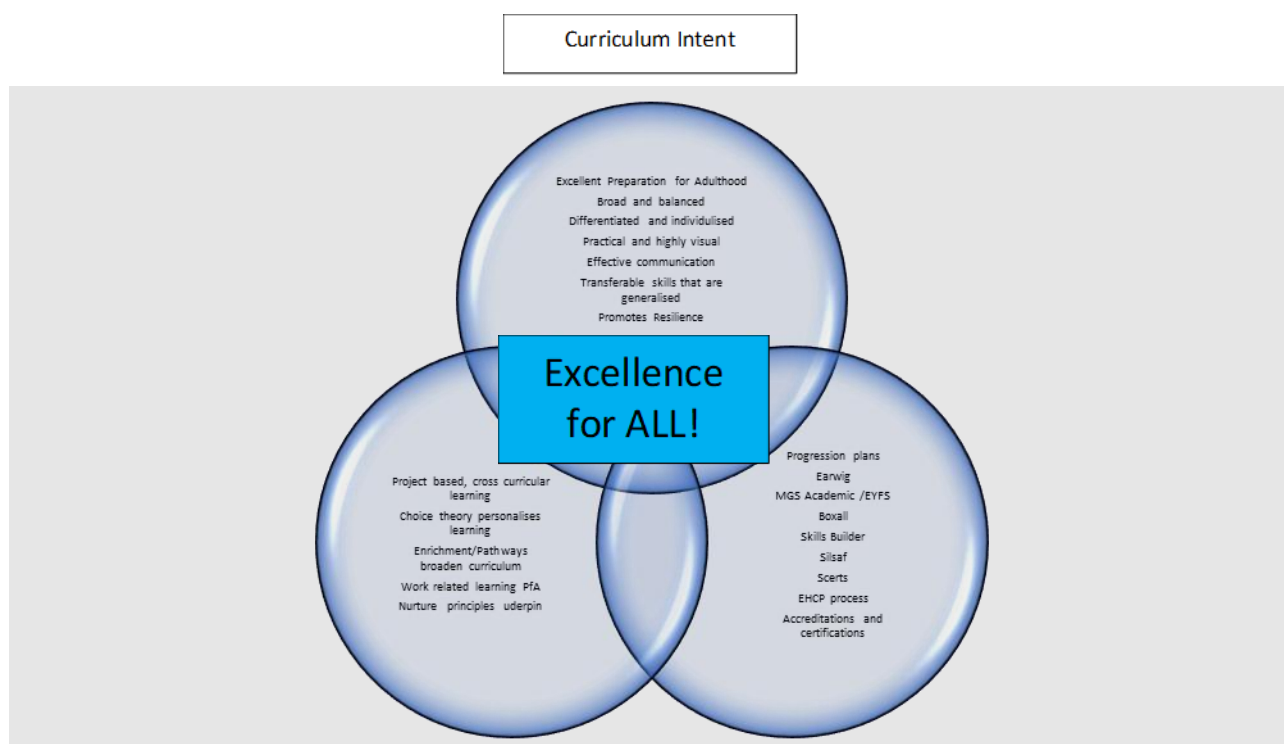 Curriculum Intent
Excellent Preparation for Adulthood
Broad and balanced
Differentiated and individulised
Practical and highly visual
Effective communication
Transferable skills that are
generalised
Promotes Resilience
Excellence
for ALL!
Project based, cross curricular
learning
Choice theory personalises
learning
Enrichment/Pathways
broaden curriculum
Work related learning PfA
Nurture principles uderpin
Progression plans
Earwig
MGS Academic /EYFS
Boxall
Skills Builder
Silsaf
Scerts
EHCP process
Accreditations and
certifications